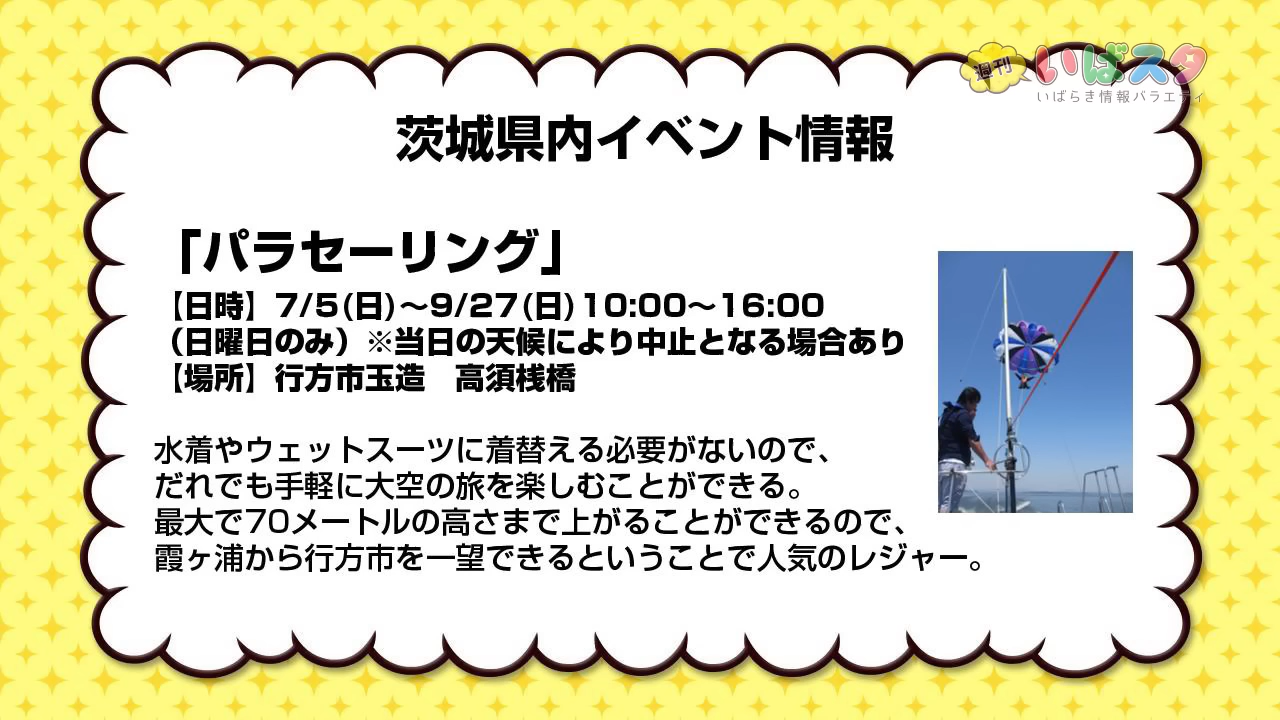 週刊 いばスタ
いばらき情報バラエティ
茨城県内イベント情報
「パラセーリング」
【日時】7/5(日)~9/27(日)10:00~16:00
（日曜日のみ）※当日の天候により中止となる場合あり
【場所】行方市玉造　高須桟橋
水着やウェットスーツに着替える必要がないので、
だれでも手軽に大空の旅を楽しむことができる。
最大で70メートルの高さまで上がることができるので、
霞ヶ浦から行方市を一望できるということで人気のレジャー。